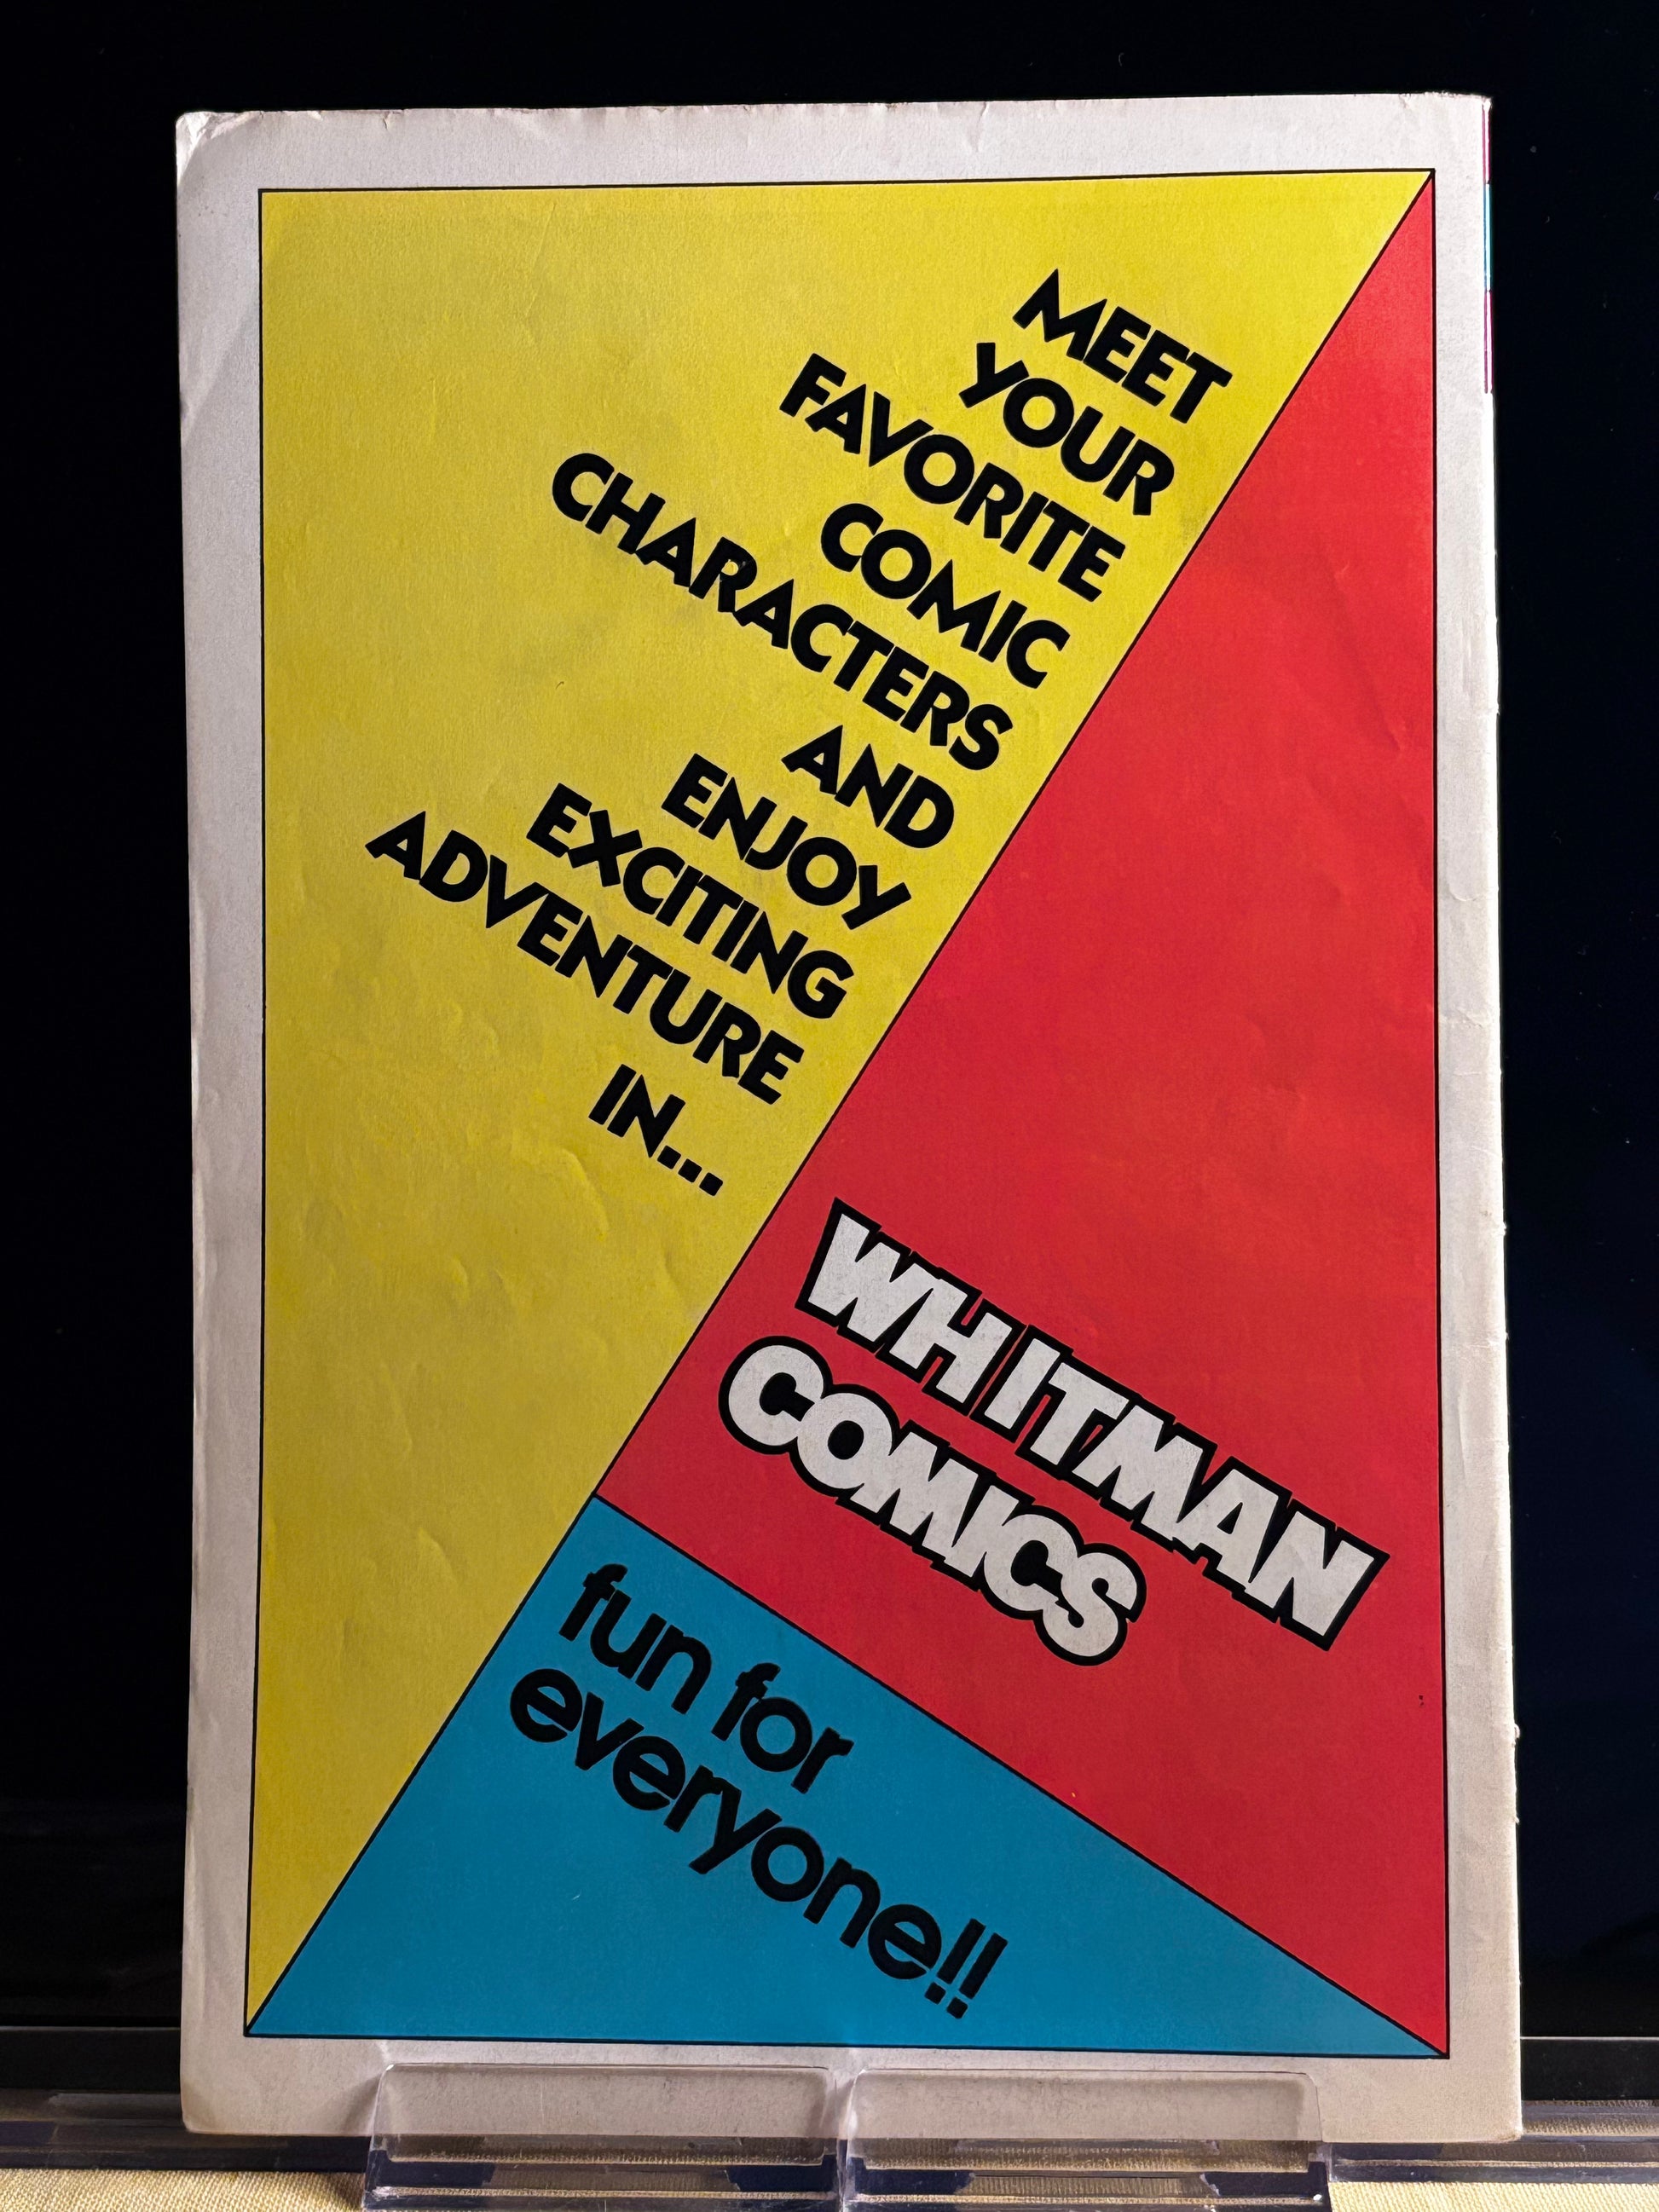 MEET
YOUR
FAVORITE
COMIC
CHARACTERS
AND
ENJOY
EXCITING
ADVENTURE
IN...
WHITMAN
COMICS
fun for
everyone!!